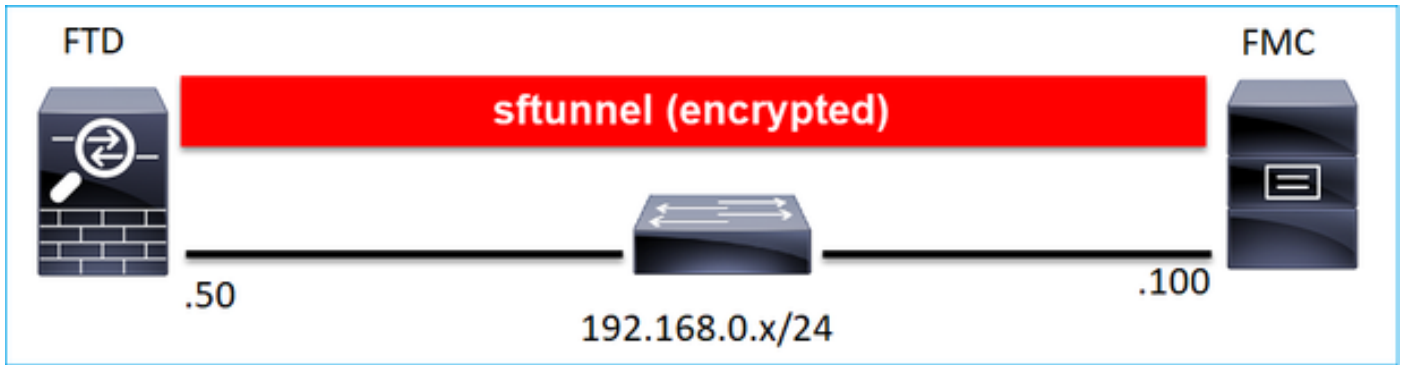 FTD
FMC
sftunnel (encrypted)
.50
.100
192.168.0.x/24